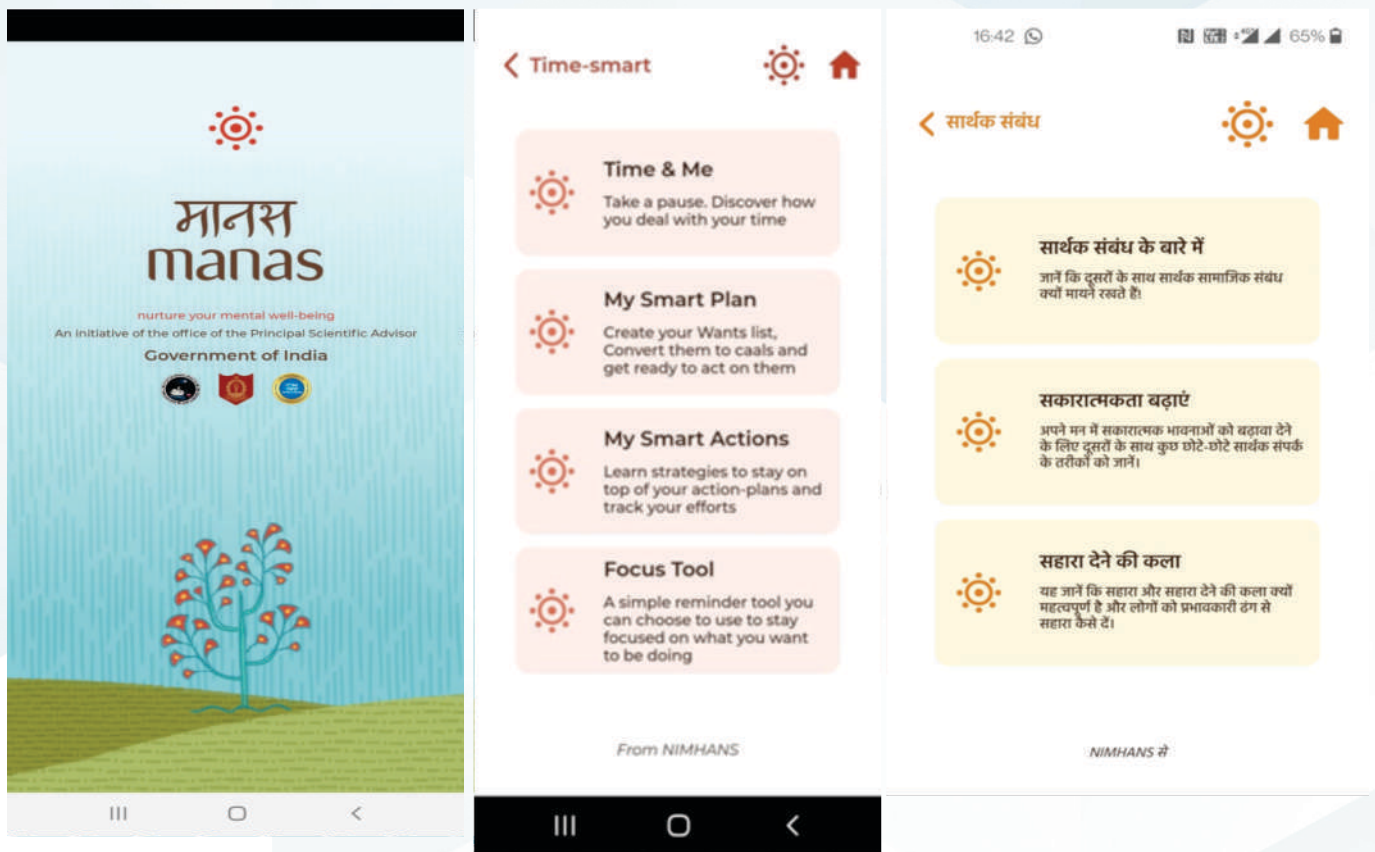 मानस
manas
nurture your mental well-being
An initiative of the office of the Principal Scientific Advisor
Government of India
Time-smart
Time & Me
Take a pause. Discover how
you deal with your time
My Smart Plan
Create your Wants list,
Convert them to caals and
get ready to act on them
My Smart Actions
Learn strategies to stay on
top of your action-plans and
track your efforts
Focus Tool
A simple reminder tool you
can choose to use to stay
focused on what you want
to be doing
From NIMHANS
16:42 65%
सार्थक संबंध
सार्थक संबंध के बारे में
जानें कि दूसरों के साथ सार्थक सामाजिक संबंध
क्यों मायने रखते हैं!
सकारात्मकता बढ़ाएं
अपने मन में सकारात्मक भावनाओं को बढ़ावा देने
के लिए दूसरों के साथ कुछ छोटे-छोटे सार्थक संपर्क
के तरीकों को जानें।
सहारा देने की कला
यह जानें कि सहारा और सहारा देने की कला क्यों
महत्वपूर्ण है और लोगों को प्रभावकारी ढंग से
सहारा कैसे दें।
NIMHANS से